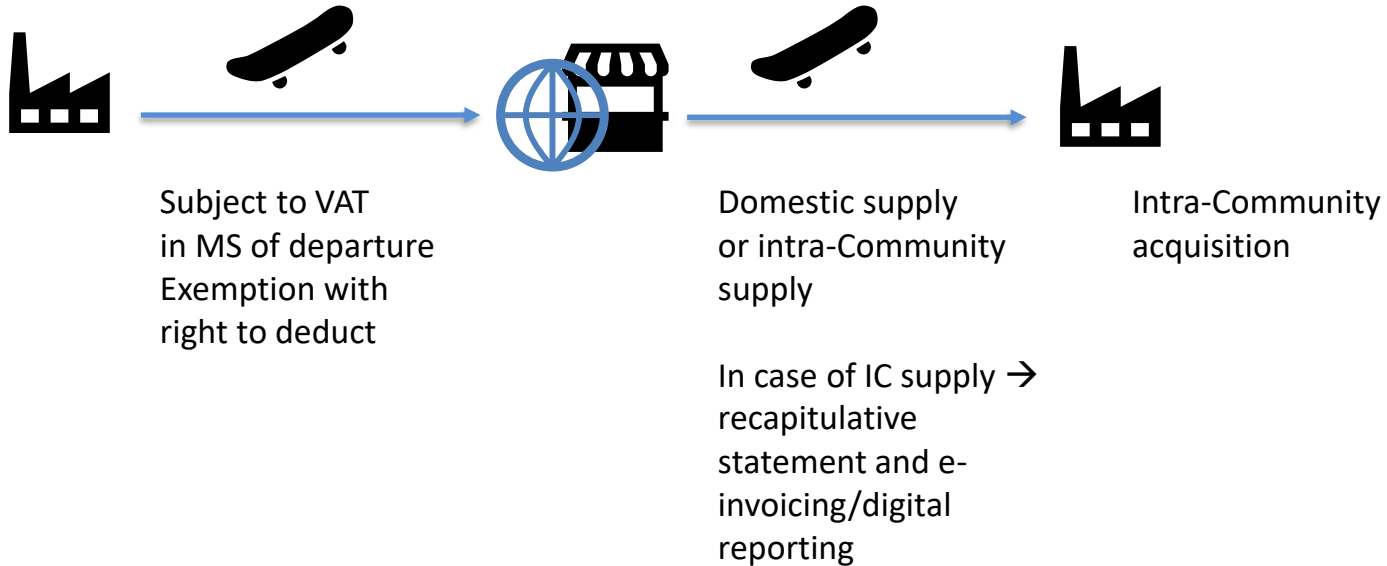 Subject to VAT
in MS of departure
Exemption with
right to deduct
Domestic supply
or intra-Community
supply
In case of IC supply →
recapitulative
statement and e-
invoicing/digital
reporting
Intra-Community
acquisition